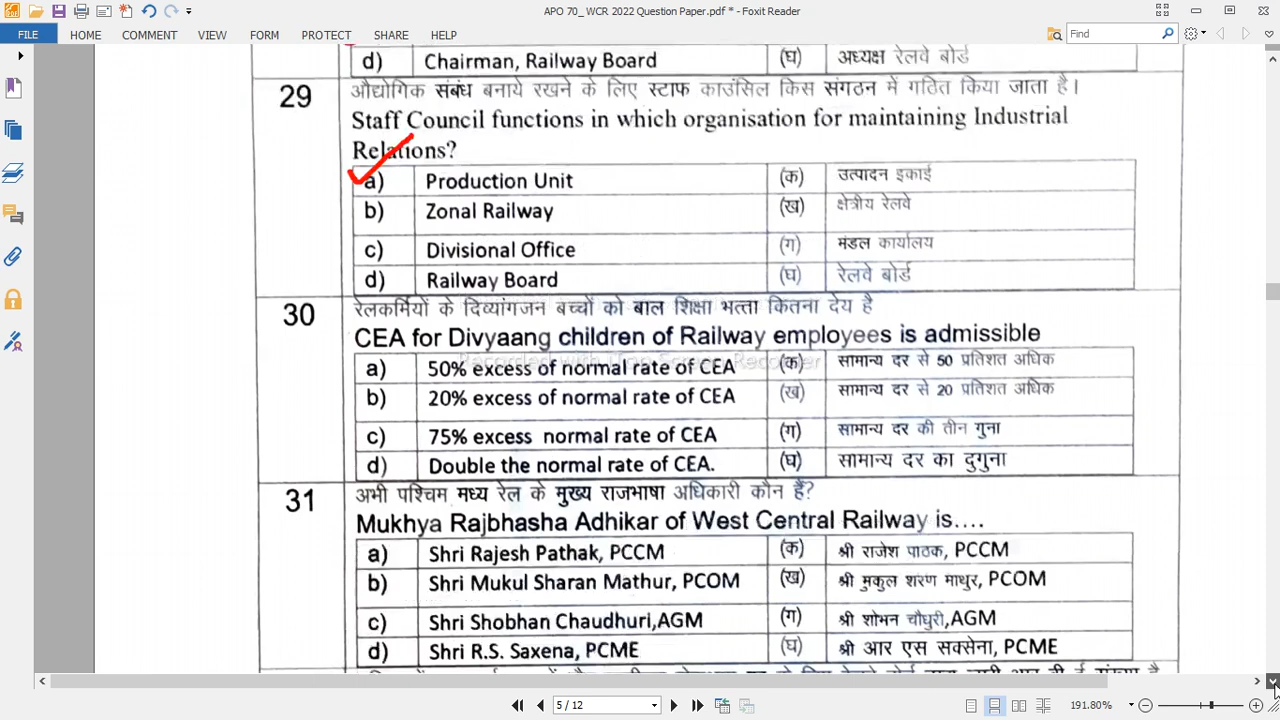 APO 70_ WCR 2022 Question Paper.pdf * - Foxit Reader
FILE HOME COMMENT VIEW FORM PROTECT SHARE HELP Find
d) Chairman, Railway Board (घ) अध्यक्ष रेलवे बोर्ड
29 औद्योगिक संबंध बनाये रखने के लिए स्टाफ काउंसिल किस संगठन में गठित किया जाता है।
Staff Council functions in which organisation for maintaining Industrial
Relations?
a) Production Unit (क) उत्पादन इकाई
b) Zonal Railway (ख) क्षेत्रीय रेलवे
c) Divisional Office (ग) मंडल कार्यालय
d) Railway Board (घ) रेलवे बोर्ड
30 रेलकर्मियों के दिव्यांगजन बच्चों को बाल शिक्षा भत्ता कितना देय है
CEA for Divyaang children of Railway employees is admissible
a) 50% excess of normal rate of CEA (क) सामान्य दर से 50 प्रतिशत अधिक
b) 20% excess of normal rate of CEA (ख) सामान्य दर से 20 प्रतिशत अधिक
c) 75% excess normal rate of CEA (ग) सामान्य दर की तीन गुना
d) Double the normal rate of CEA. (घ) सामान्य दर का दुगुना
31 अभी पश्चिम मध्य रेल के मुख्य राजभाषा अधिकारी कौन हैं?
Mukhya Rajbhasha Adhikar of West Central Railway is....
a) Shri Rajesh Pathak, PCCM (क) श्री राजेश पाठक, PCCM
b) Shri Mukul Sharan Mathur, PCOM (ख) श्री मुकुल शरण माथुर, PCOM
c) Shri Shobhan Chaudhuri,AGM (ग) श्री शोभन चौधुरी,AGM
d) Shri R.S. Saxena, PCME (घ) श्री आर एस सक्सेना, PCME
5 / 12 191.80%